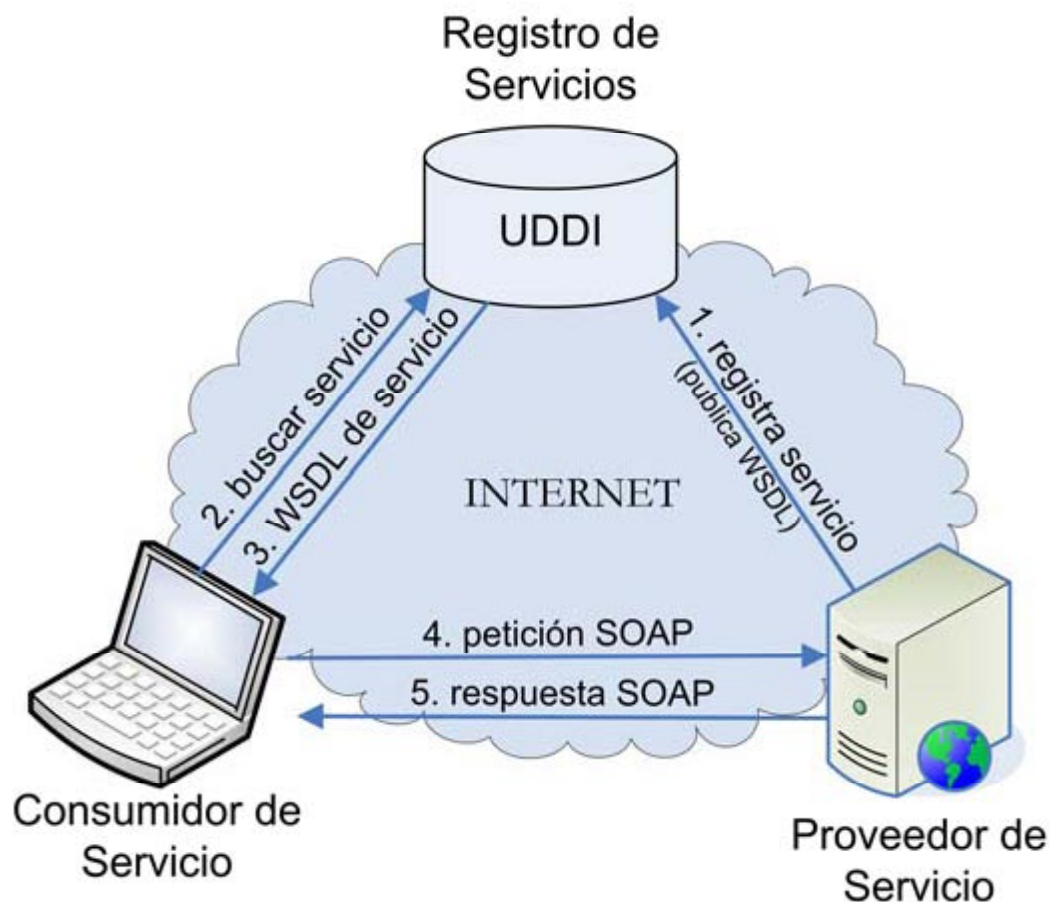 Registro de
Servicios
UDDI
1. registra servicio
(publica WSDL)
2. buscar servicio
3. WSDL de servicio
INTERNET
4. petición SOAP
5. respuesta SOAP
Consumidor de
Servicio
Proveedor de
Servicio